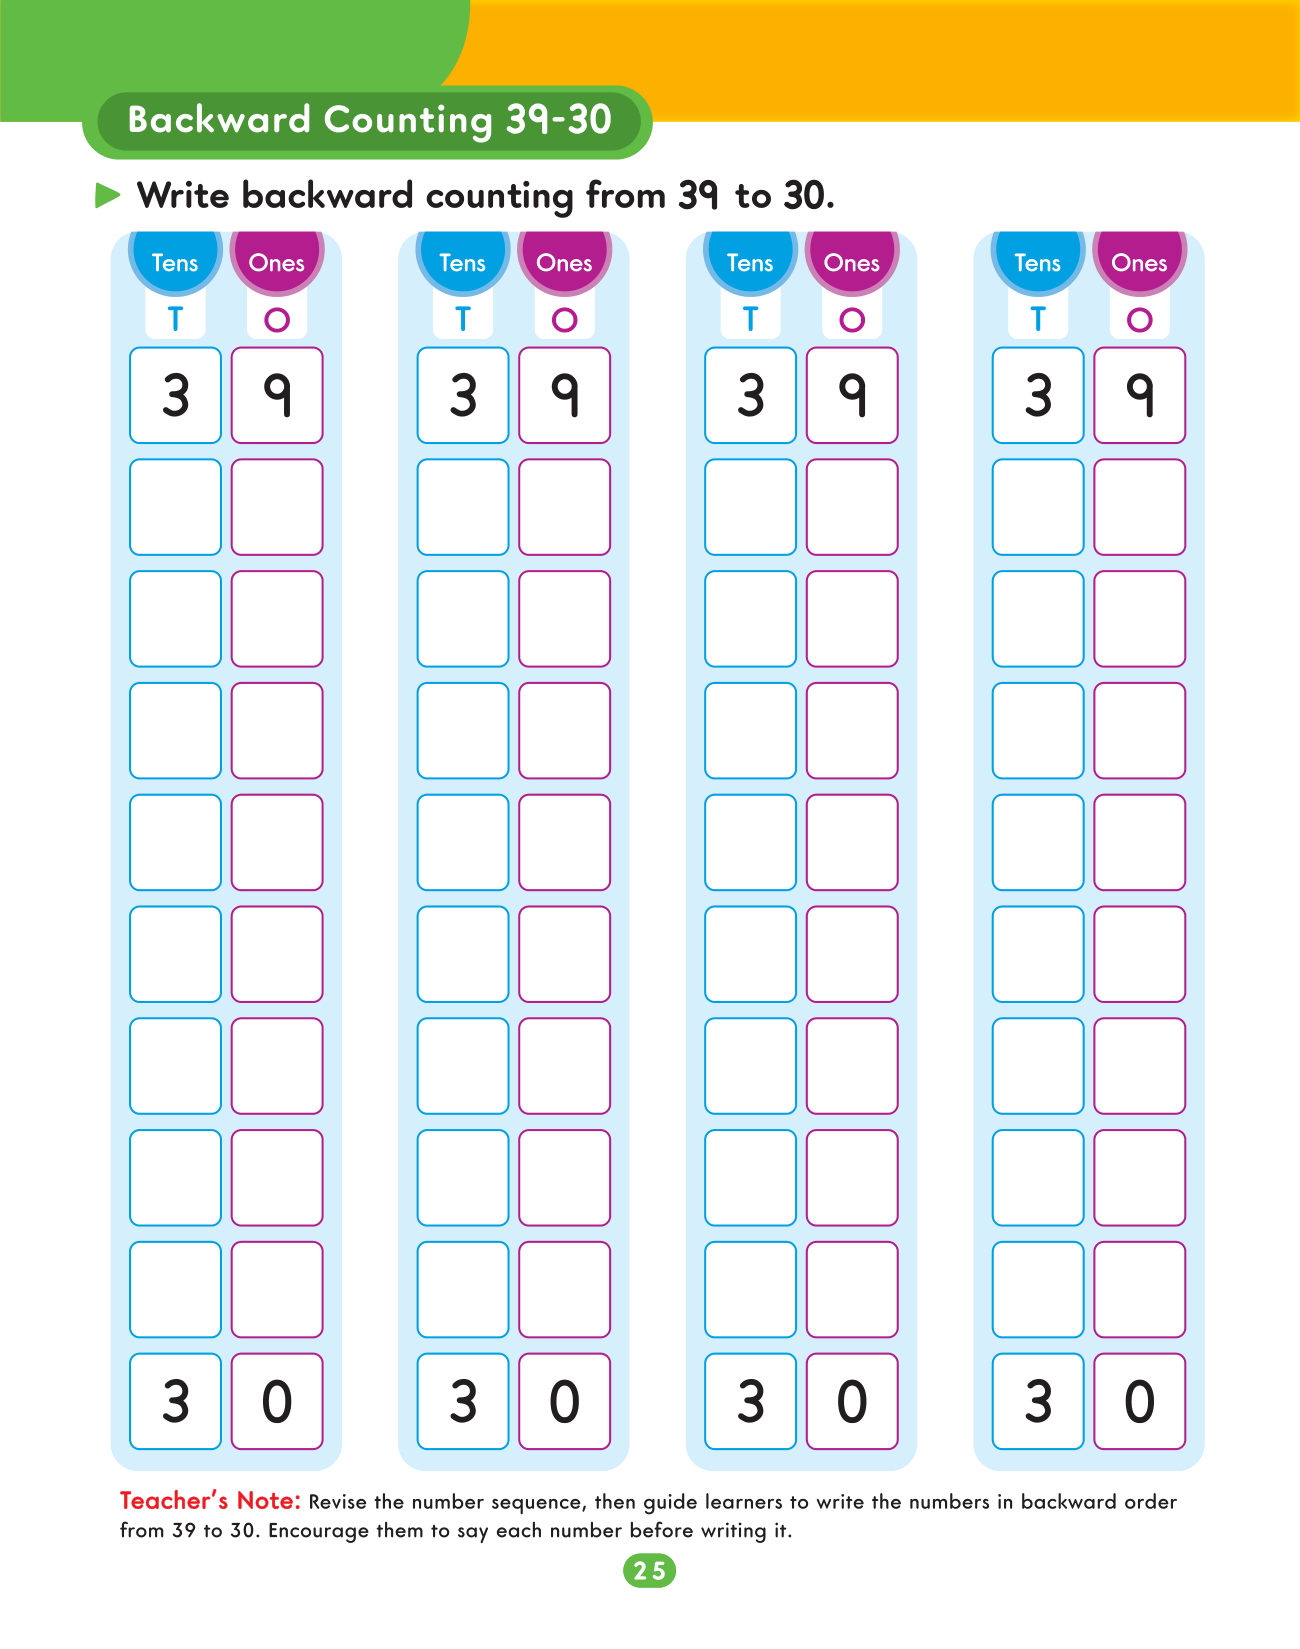 Backward Counting 39-30
Write backward counting from 39 to 30.
Tens Ones Tens Ones Tens Ones Tens Ones
T O T O T O T O
3 9 3 9 3 9 3 9
3 0 3 0 3 0 3 0
Teacher's Note: Revise the number sequence, then guide learners to write the numbers in backward order
from 39 to 30. Encourage them to say each number before writing it.
25